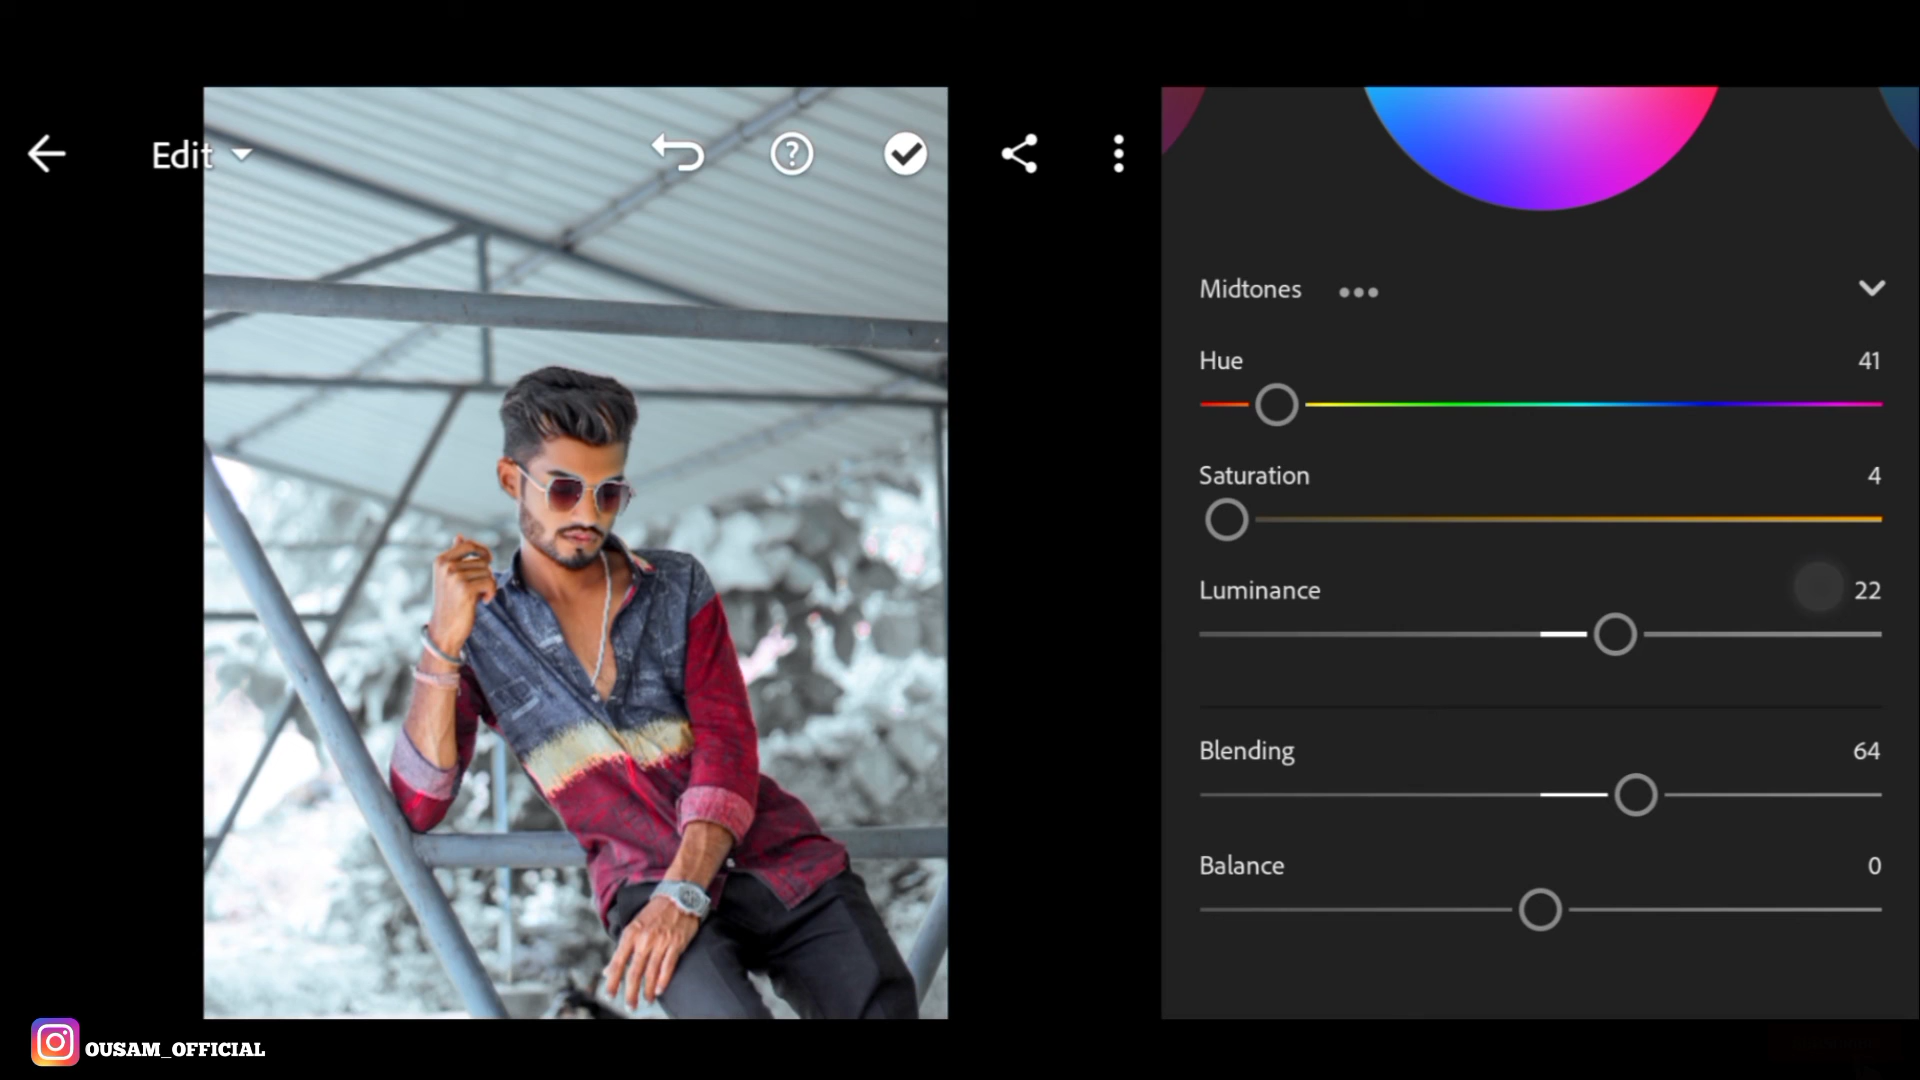 Edit
Midtones
Hue 41
Saturation 4
Luminance 22
Blending 64
Balance 0
OUSAM_OFFICIAL